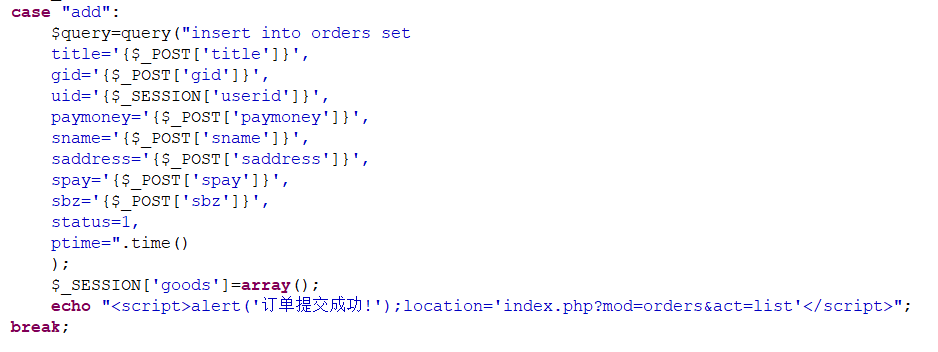 case "add":
$query=query("insert into orders set
title='{$_POST['title']}',
gid='{$_POST['gid']}',
uid='{$_SESSION['userid']}',
paymoney='{$_POST['paymoney']}',
sname='{$_POST['sname']}',
saddress='{$_POST['saddress']}',
spay='{$_POST['spay']}',
sbz='{$_POST['sbz']}',
status=1,
ptime=".time()
);
$_SESSION['goods']=array();
echo "<script>alert('订单提交成功!');location='index.php?mod=orders&act=list'</script>";
break;